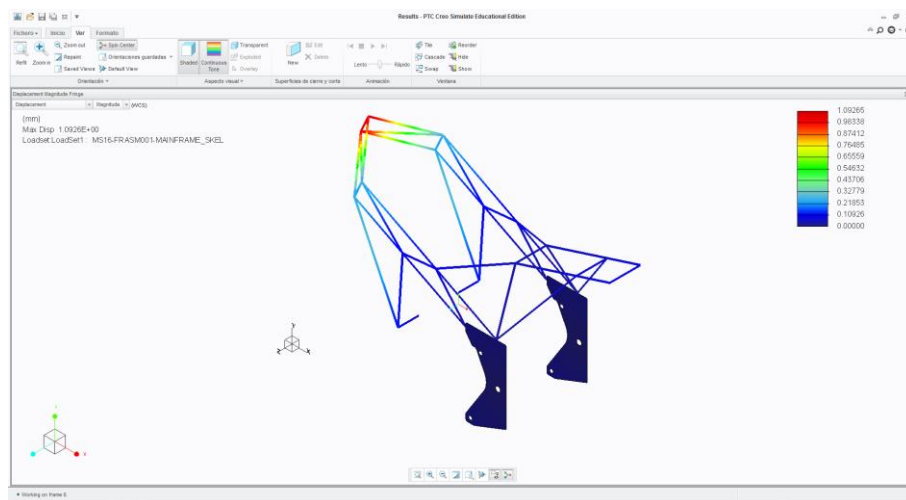 Results - PTC Creo Simulate Educational Edition
Fichero Inicio Ver Formato
Refit
Zoom in
Zoom out
Repaint
Saved Views
Spin Center
Orientaciones guardadas
Default View
Orientación
Shaded
Continuous Tone
Transparent
Exploded
Overlay
Aspecto visual
New
Edit
Delete
Superficies de cierre y corte
Lento Rápido
Animación
Tile
Cascade
Swap
Reorder
Hide
Show
Ventana
Displacement Magnitude Fringe
Displacement Magnitude (WCS)
(mm)
Max Disp 1.0926E+00
Loadset:LoadSet1 : MS16-FRASM001-MAINFRAME_SKEL
1.09265
0.98338
0.87412
0.76485
0.65559
0.54632
0.43706
0.32779
0.21853
0.10926
0.00000
Working on frame 6